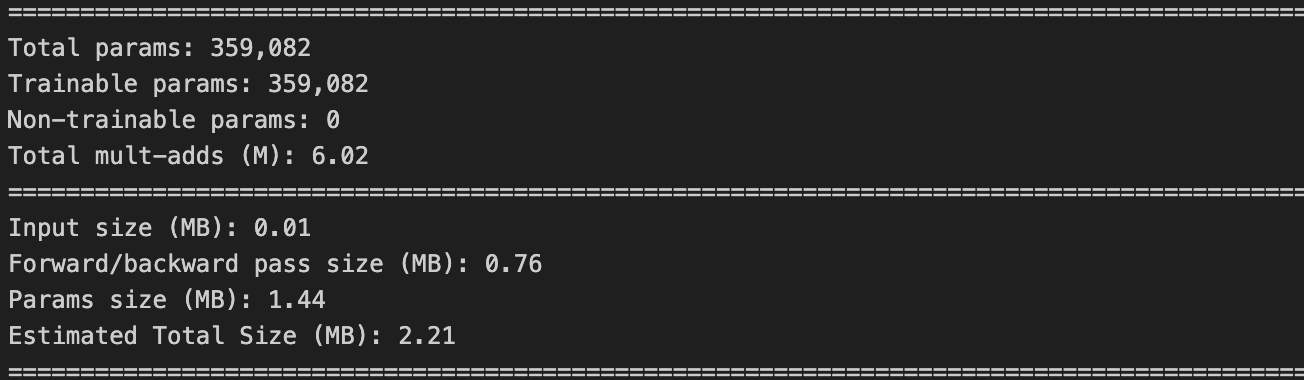 ==========================================================================================
Total params: 359,082
Trainable params: 359,082
Non-trainable params: 0
Total mult-adds (M): 6.02
==========================================================================================
Input size (MB): 0.01
Forward/backward pass size (MB): 0.76
Params size (MB): 1.44
Estimated Total Size (MB): 2.21
==========================================================================================